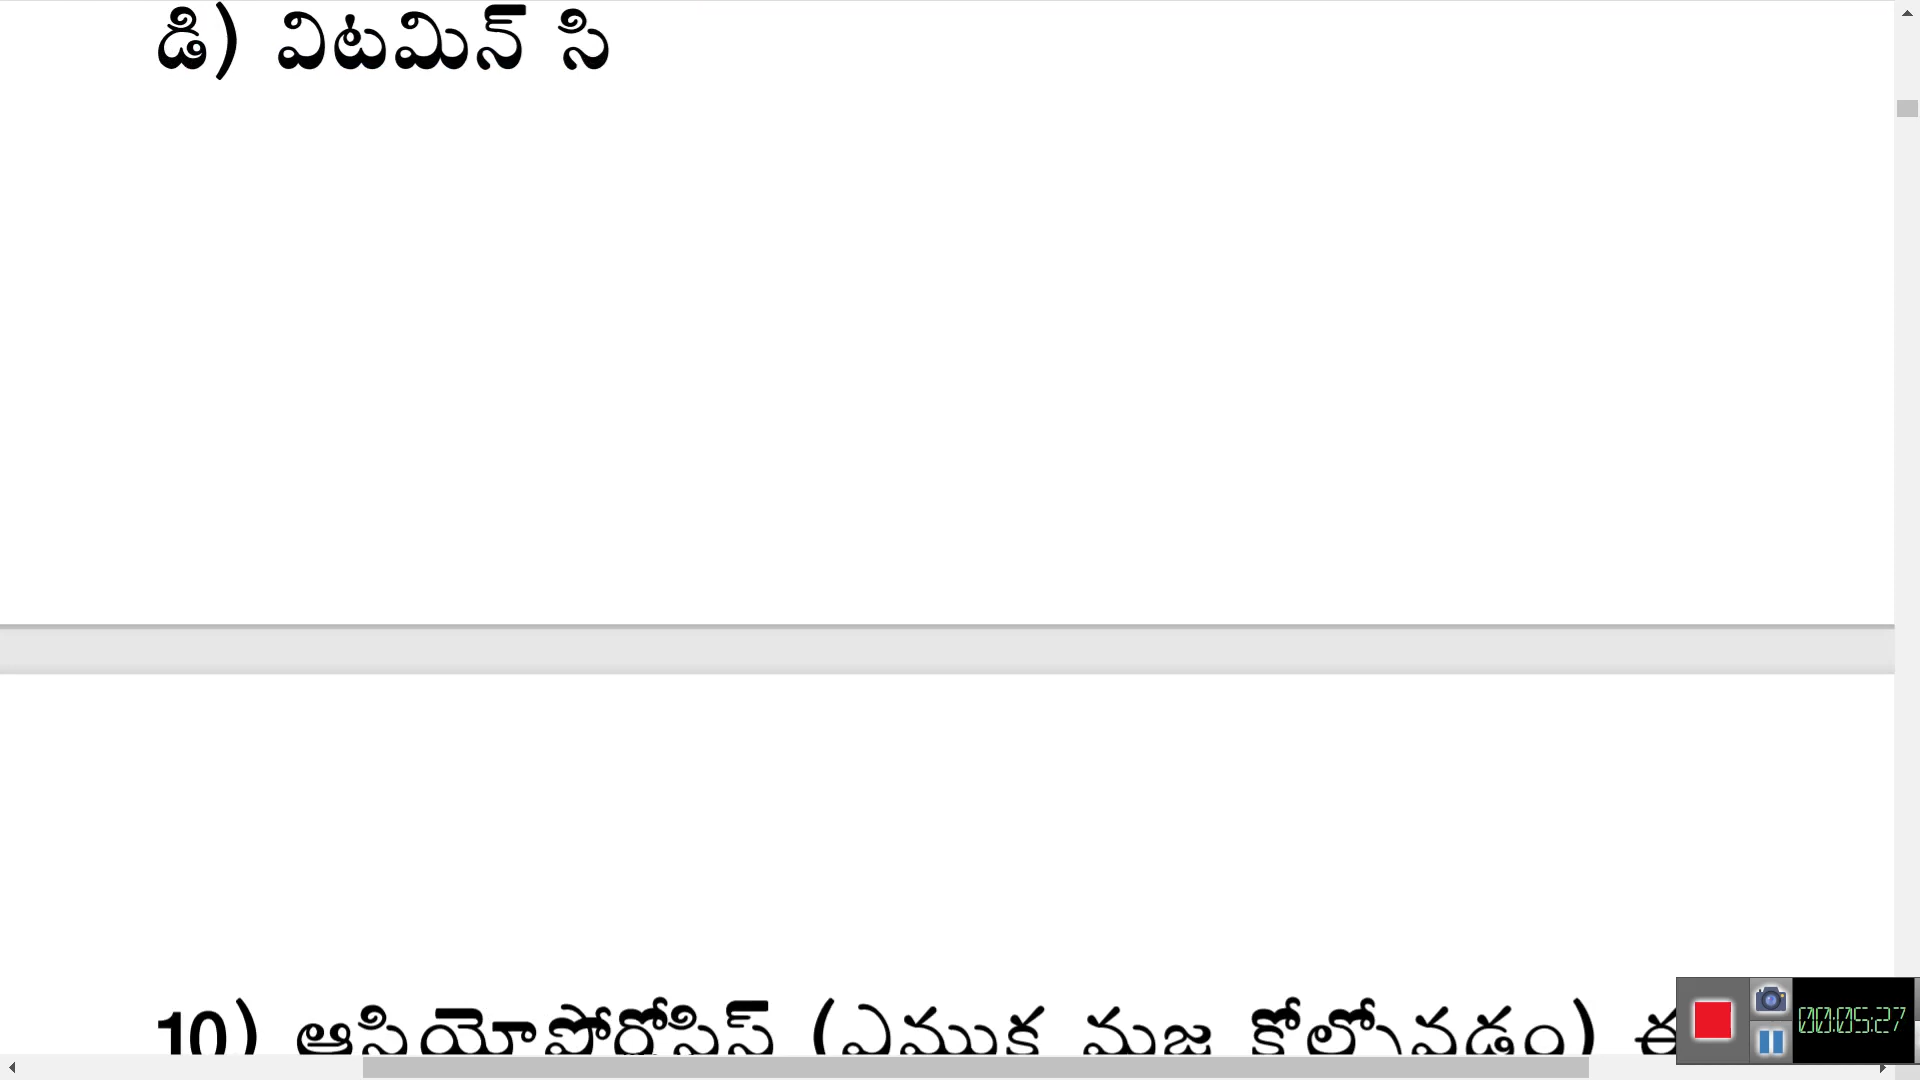 డి) విటమిన్ సి
10) ఆసియోపోరోసిస్ (ఎముక మజ్జ కోల్పోవడం) ఈ
00:05:27